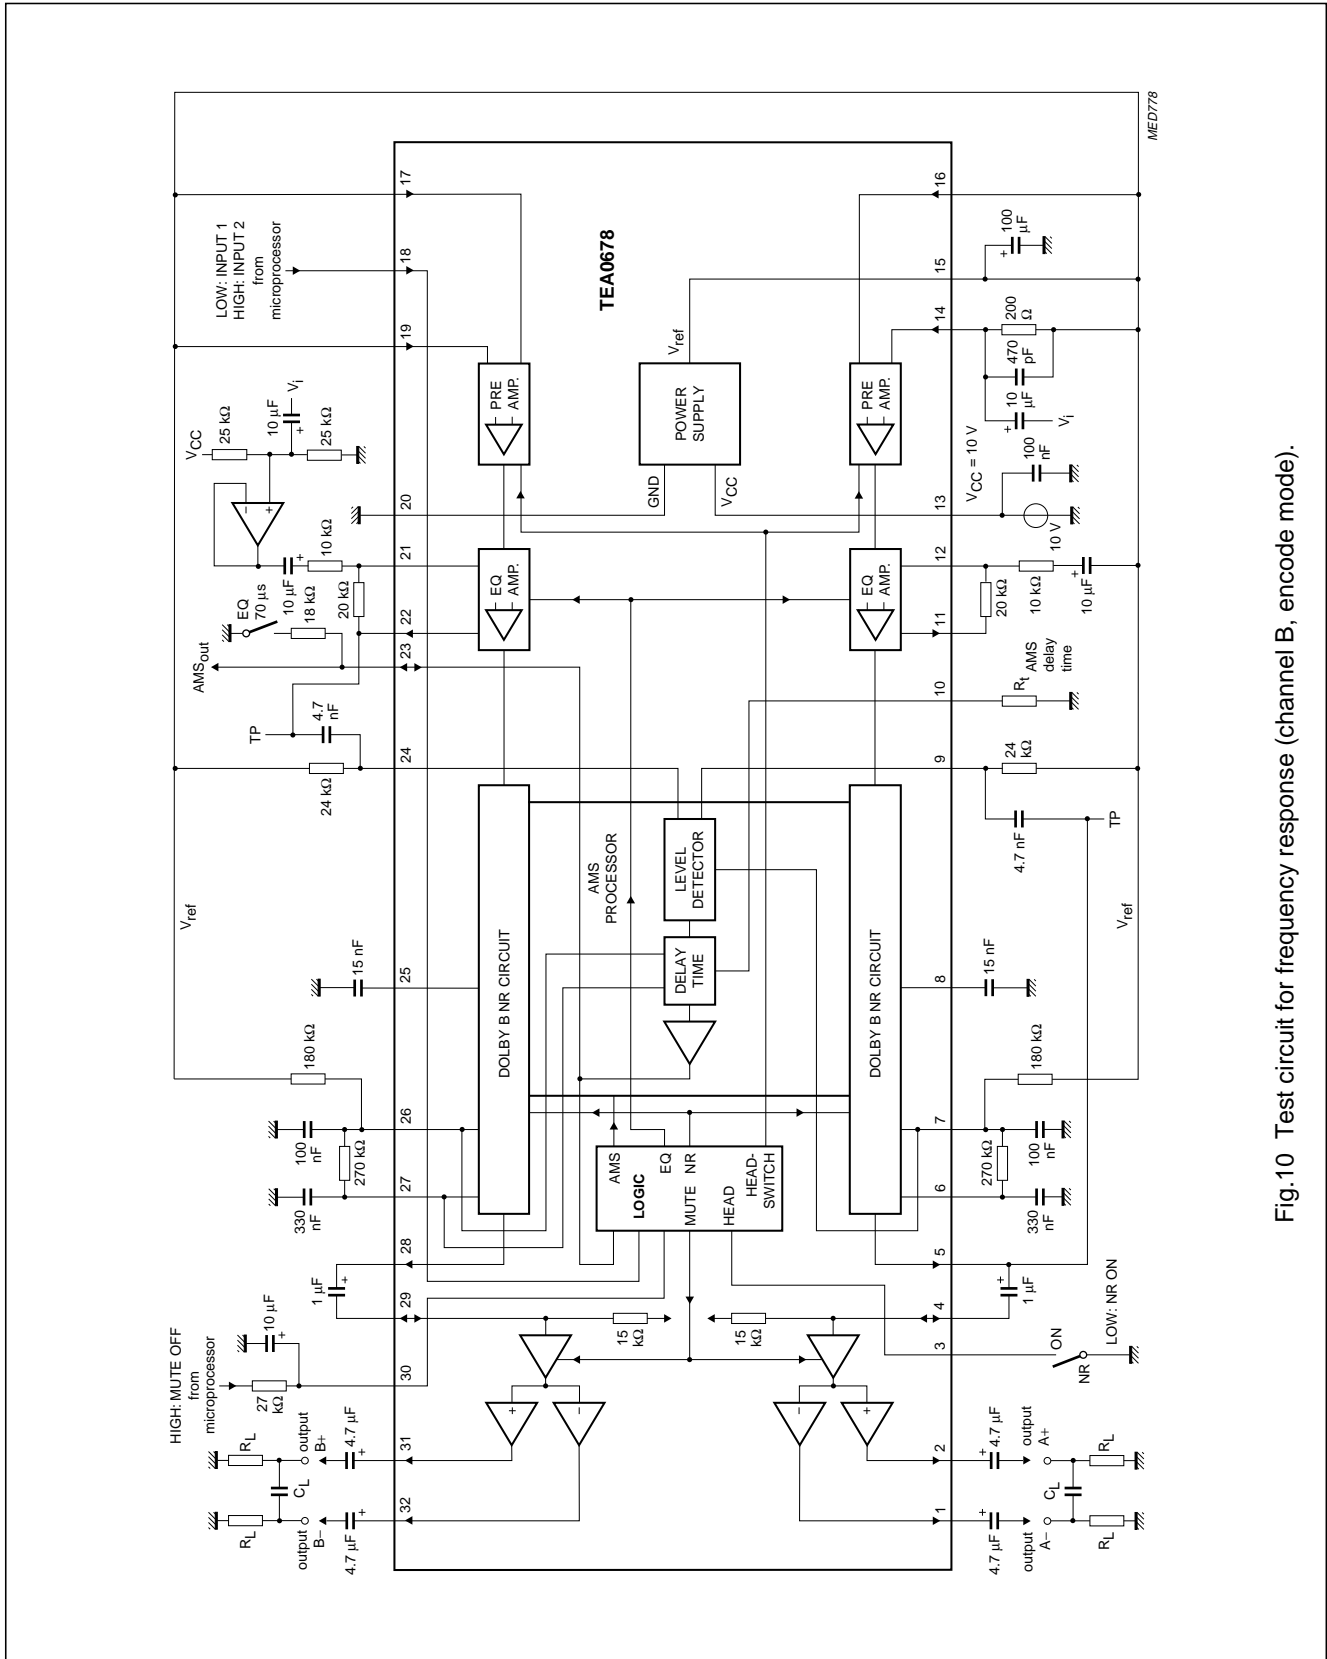 HIGH: MUTE OFF
from
microprocessor
LOW: INPUT 1
HIGH: INPUT 2
from
microprocessor
RL
output
B−
4.7 µF
+
CL
RL
output
B+
4.7 µF
+
27
kΩ
10 µF
+
1 µF
+
330
nF
270 kΩ
100
nF
180 kΩ
15 nF
Vref
24 kΩ
4.7
nF
TP
AMSout
EQ
70 µs
18 kΩ
20 kΩ
10 µF
+
10 kΩ
−
+
VCC
25 kΩ
10 µF
+
Vi
25 kΩ
32
31
30
29
28
27
26
25
24
23
22
21
20
19
18
17
+
−
15
kΩ
15
kΩ
−
+
LOGIC
AMS
EQ
NR
MUTE
HEAD
HEAD-
SWITCH
DOLBY B NR CIRCUIT
DELAY
TIME
LEVEL
DETECTOR
AMS
PROCESSOR
DOLBY B NR CIRCUIT
EQ
AMP.
EQ
AMP.
PRE
AMP.
PRE
AMP.
GND
VCC
POWER
SUPPLY
Vref
TEA0678
1
2
3
4
5
6
7
8
9
10
11
12
13
14
15
16
4.7 µF
+
output
A−
RL
CL
4.7 µF
+
output
A+
RL
NR
ON
LOW: NR ON
1 µF
+
330
nF
270 kΩ
100
nF
180 kΩ
15 nF
4.7 nF
24
kΩ
TP
Vref
Rt
AMS
delay
time
20 kΩ
10 kΩ
10 µF
+
VCC = 10 V
10 V
100
nF
10
µF
+
Vi
470
pF
200
Ω
100
µF
+
MED778
Fig.10 Test circuit for frequency response (channel B, encode mode).